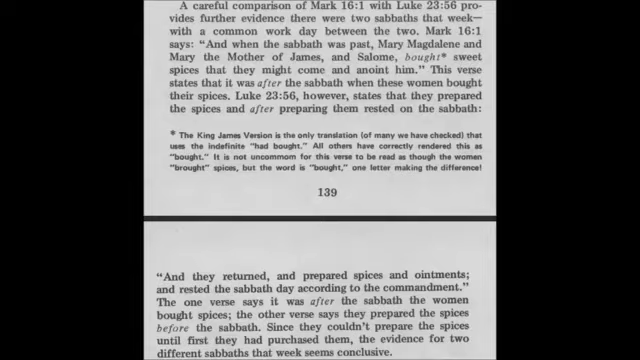 A careful comparison of Mark 16:1 with Luke 23:56 pro-
vides further evidence there were two sabbaths that week—
with a common work day between the two. Mark 16:1
says: “And when the sabbath was past, Mary Magdalene and
Mary the Mother of James, and Salome, bought* sweet
spices that they might come and anoint him.” This verse
states that it was after the sabbath when these women bought
their spices. Luke 23:56, however, states that they prepared
the spices and after preparing them rested on the sabbath:
* The King James Version is the only translation (of many we have checked) that
uses the indefinite “had bought.” All others have correctly rendered this as
“bought.” It is not uncommom for this verse to be read as though the women
“brought” spices, but the word is “bought,” one letter making the difference!
139
“And they returned, and prepared spices and ointments;
and rested the sabbath day according to the commandment.”
The one verse says it was after the sabbath the women
bought spices; the other verse says they prepared the spices
before the sabbath. Since they couldn’t prepare the spices
until first they had purchased them, the evidence for two
different sabbaths that week seems conclusive.